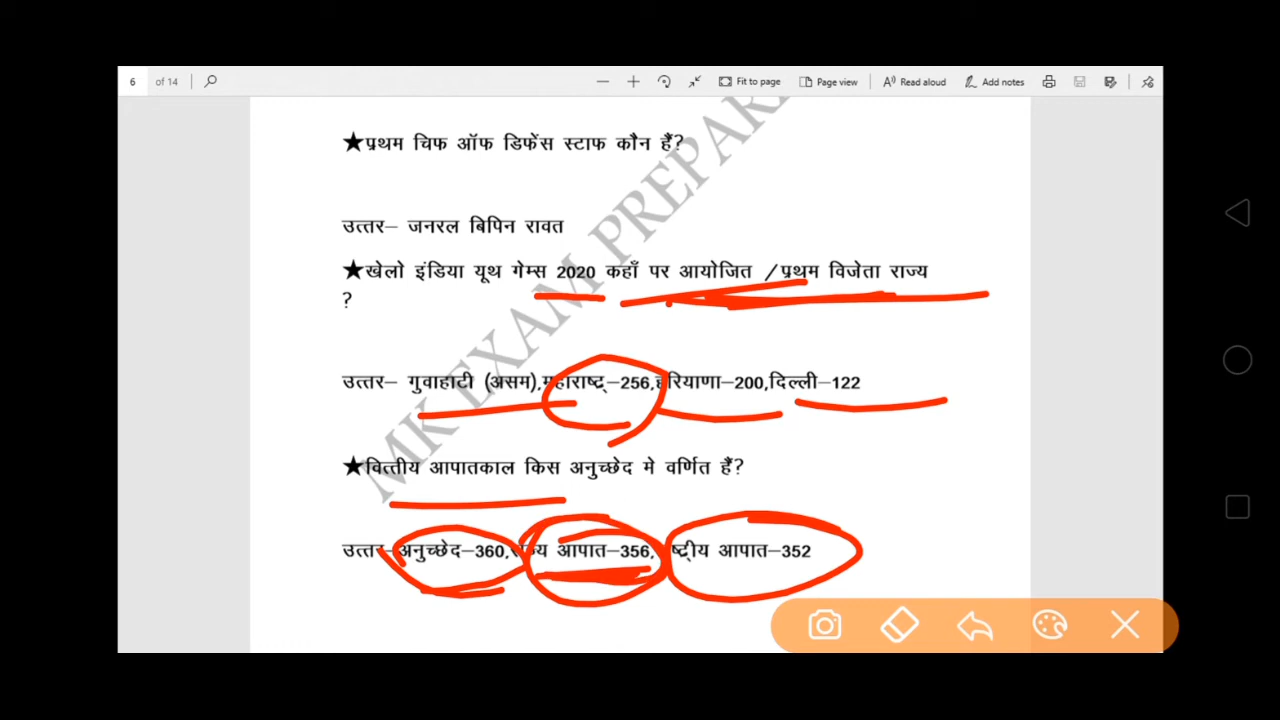 6 of 14 Fit to page Page view Read aloud Add notes
★प्रथम चिफ ऑफ डिफेंस स्टाफ कौन हैं?
उत्तर– जनरल बिपिन रावत
★खेलो इंडिया यूथ गेम्स 2020 कहाँ पर आयोजित /प्रथम विजेता राज्य
?
उत्तर– गुवाहाटी (असम),महाराष्ट्र–256,हरियाणा–200,दिल्ली–122
★वित्तीय आपातकाल किस अनुच्छेद मे वर्णित हैं?
उत्तर–अनुच्छेद–360,राज्य आपात–356, राष्ट्रीय आपात–352
MK EXAM PREPAR